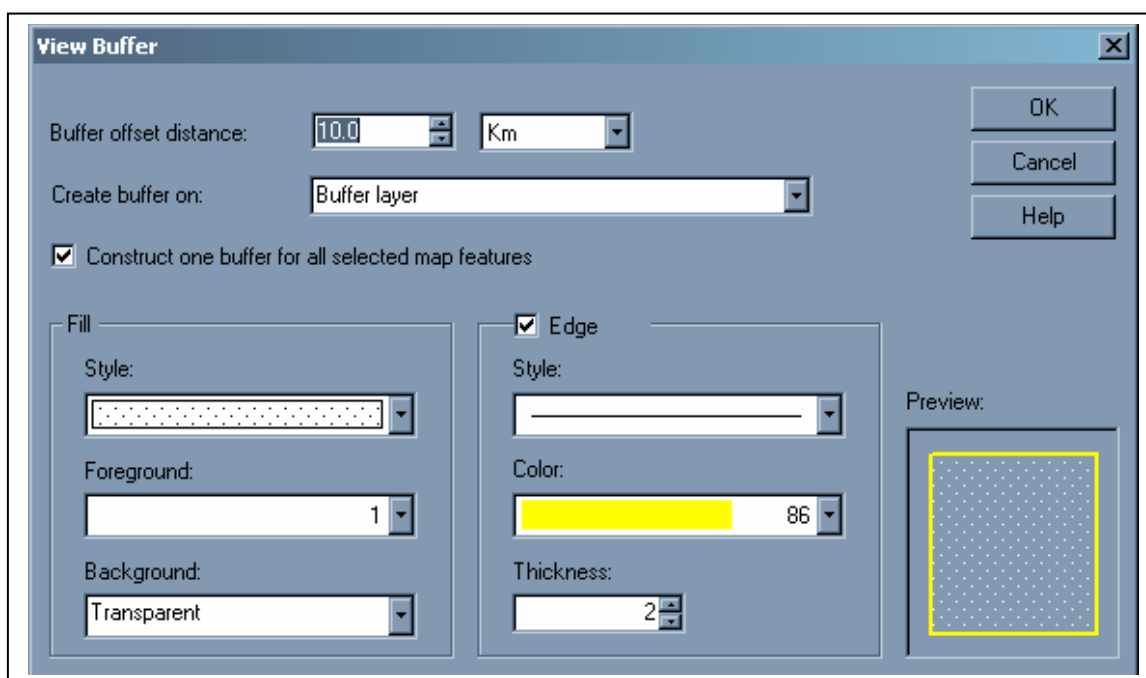 View Buffer
Buffer offset distance: 10.0 Km
OK
Create buffer on: Buffer layer
Cancel
Help
Construct one buffer for all selected map features
Fill
Style:
Foreground:
1
Background:
Transparent
Edge
Style:
Color:
86
Thickness:
2
Preview: